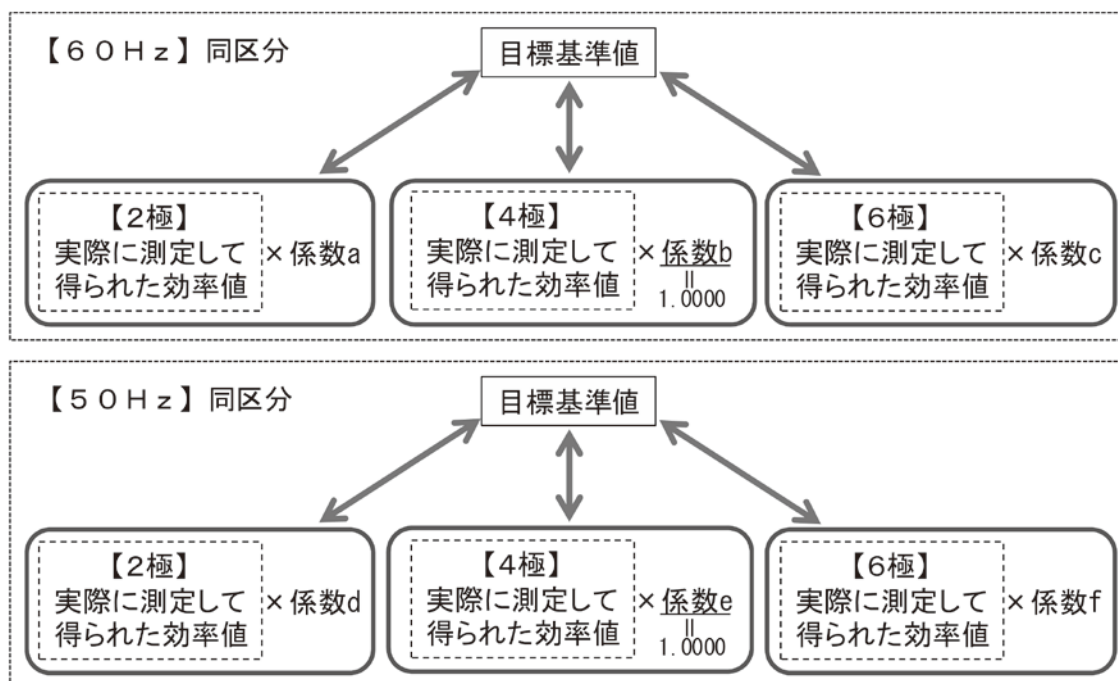 【６０Ｈｚ】同区分
目標基準値
【2極】
実際に測定して
得られた効率値
×係数a
【4極】
実際に測定して
得られた効率値
×係数b
||
1.0000
【6極】
実際に測定して
得られた効率値
×係数c
【５０Ｈｚ】同区分
目標基準値
【2極】
実際に測定して
得られた効率値
×係数d
【4極】
実際に測定して
得られた効率値
×係数e
||
1.0000
【6極】
実際に測定して
得られた効率値
×係数f